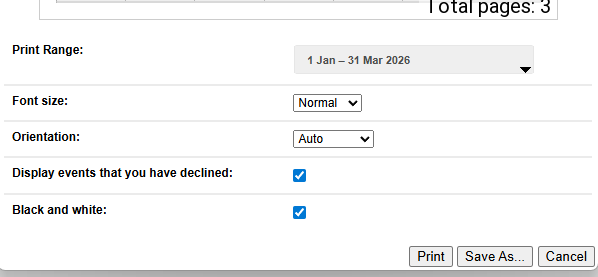 Total pages: 3
Print Range:
1 Jan – 31 Mar 2026
Font size:
Normal
Orientation:
Auto
Display events that you have declined:
Black and white:
Print Save As... Cancel